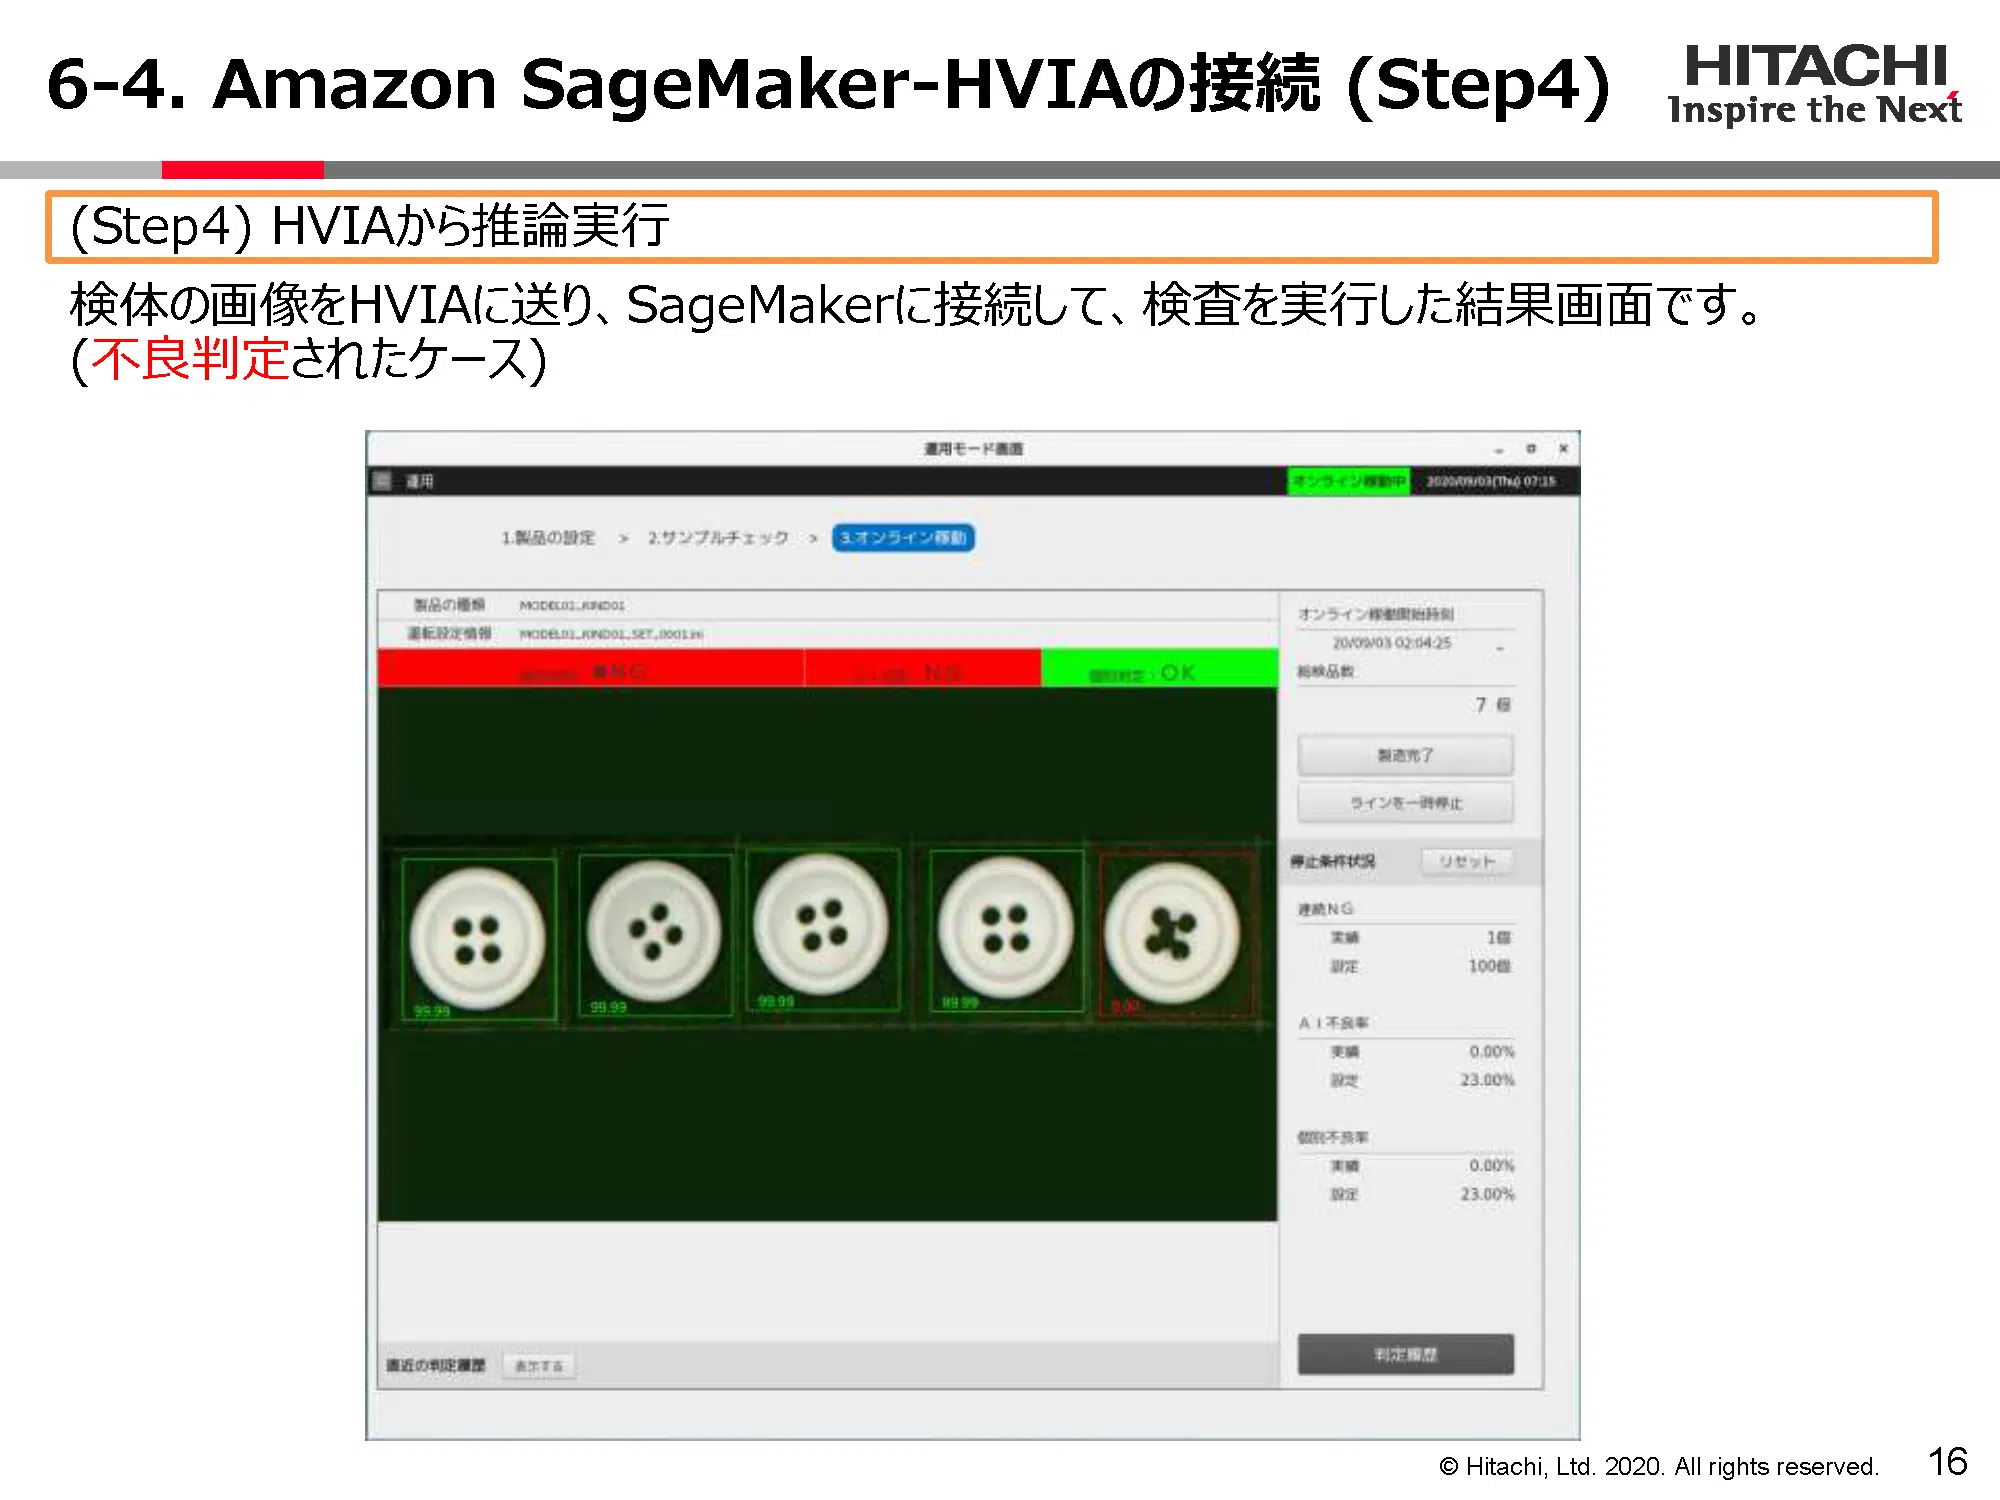 6-4. Amazon SageMaker-HVIAの接続 (Step4)
HITACHI
Inspire the Next
(Step4) HVIAから推論実行
検体の画像をHVIAに送り、SageMakerに接続して、検査を実行した結果画面です。
(不良判定されたケース)
運用モード画面
運用
オンライン稼動中
2020/09/03(Thu) 07:15
1.製品の設定 > 2.サンプルチェック > 3.オンライン稼動
製品の種類 MODEL01_KIND01
運転設定情報 MODEL01_KIND01_SET_0001.ini
NG
NG
個別判定：OK
99.99
99.99
99.99
99.99
0.00
オンライン稼動開始時刻
20/09/03 02:04:25
総検品数
7 個
製造完了
ラインを一時停止
停止条件状況 リセット
連続NG
実績 1個
設定 100個
AI不良率
実績 0.00%
設定 23.00%
個別不良率
実績 0.00%
設定 23.00%
直近の判定履歴 表示する
判定履歴
© Hitachi, Ltd. 2020. All rights reserved.
16